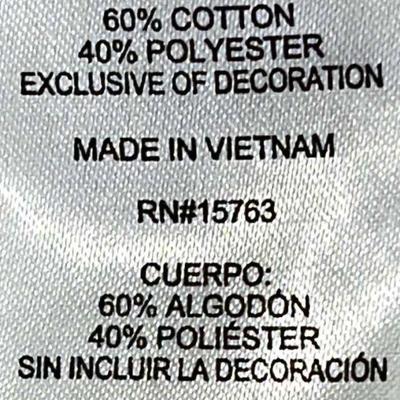 60% COTTON
40% POLYESTER
EXCLUSIVE OF DECORATION
MADE IN VIETNAM
RN#15763
CUERPO:
60% ALGODÓN
40% POLIÉSTER
SIN INCLUIR LA DECORACIÓN